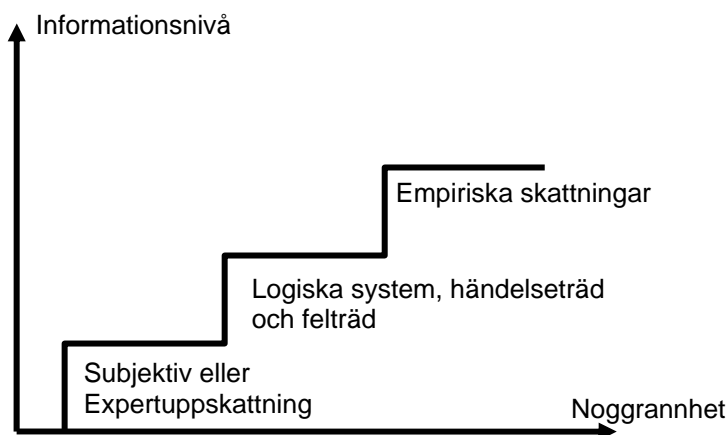 Informationsnivå
Empiriska skattningar
Logiska system, händelseträd
och felträd
Subjektiv eller
Expertuppskattning
Noggrannhet